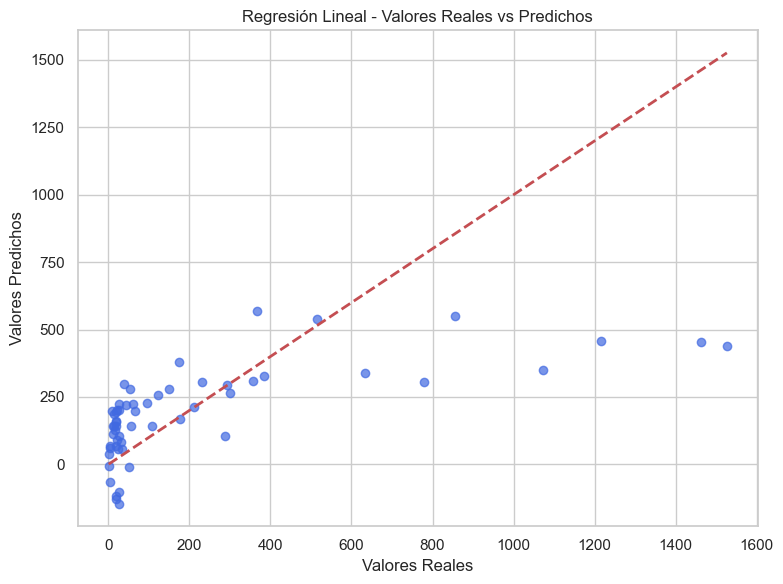 Regresión Lineal - Valores Reales vs Predichos
Valores Predichos
1500
1250
1000
750
500
250
0
0 200 400 600 800 1000 1200 1400 1600
Valores Reales